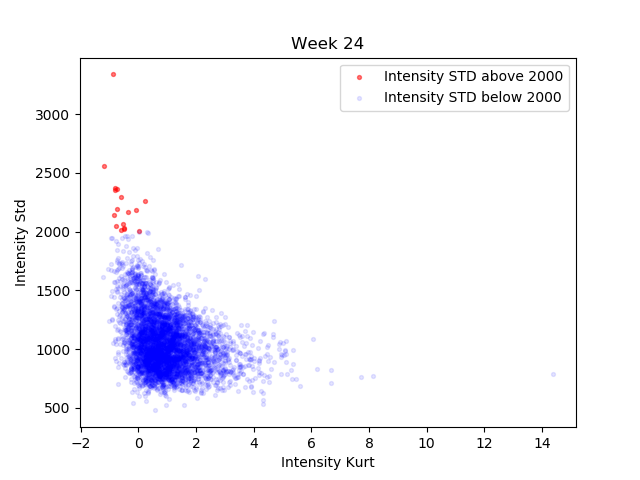 Week 24
Intensity STD above 2000
Intensity STD below 2000
3000
2500
2000
1500
1000
500
Intensity Std
−2 0 2 4 6 8 10 12 14
Intensity Kurt